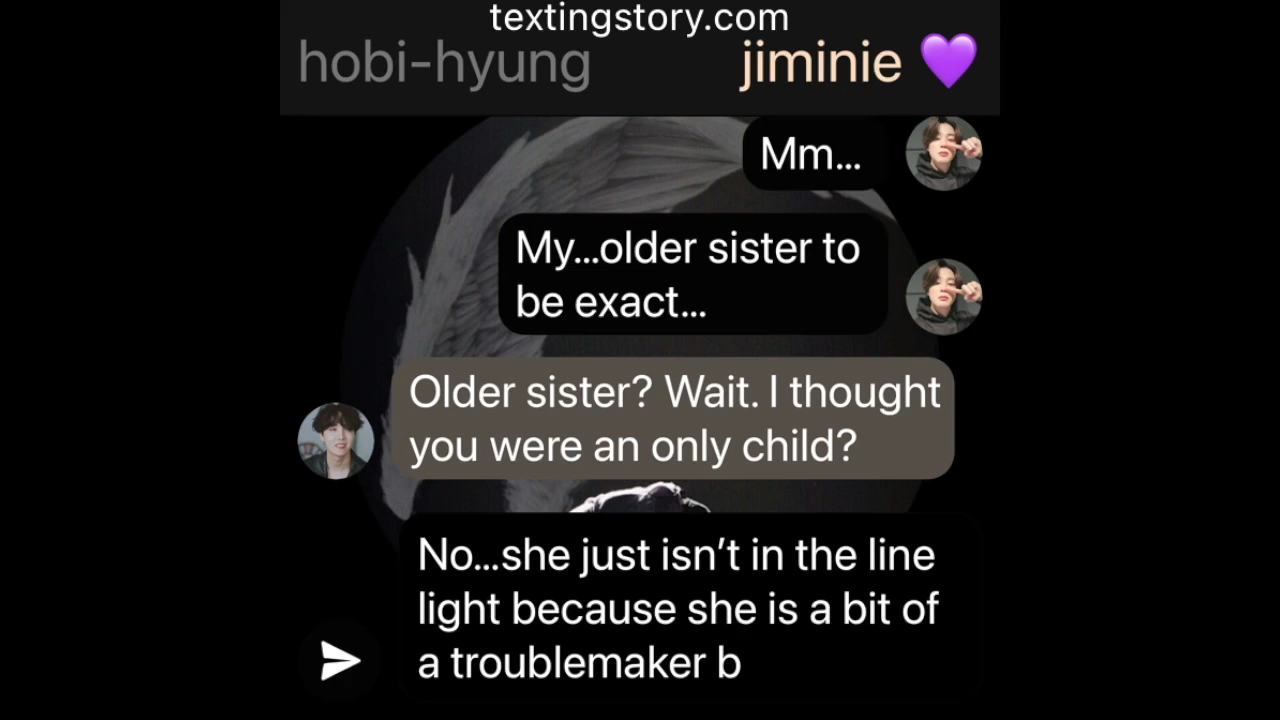 textingstory.com
hobi-hyung jiminie 💜
Mm...
My...older sister to
be exact...
Older sister? Wait. I thought
you were an only child?
No...she just isn’t in the line
light because she is a bit of
a troublemaker b